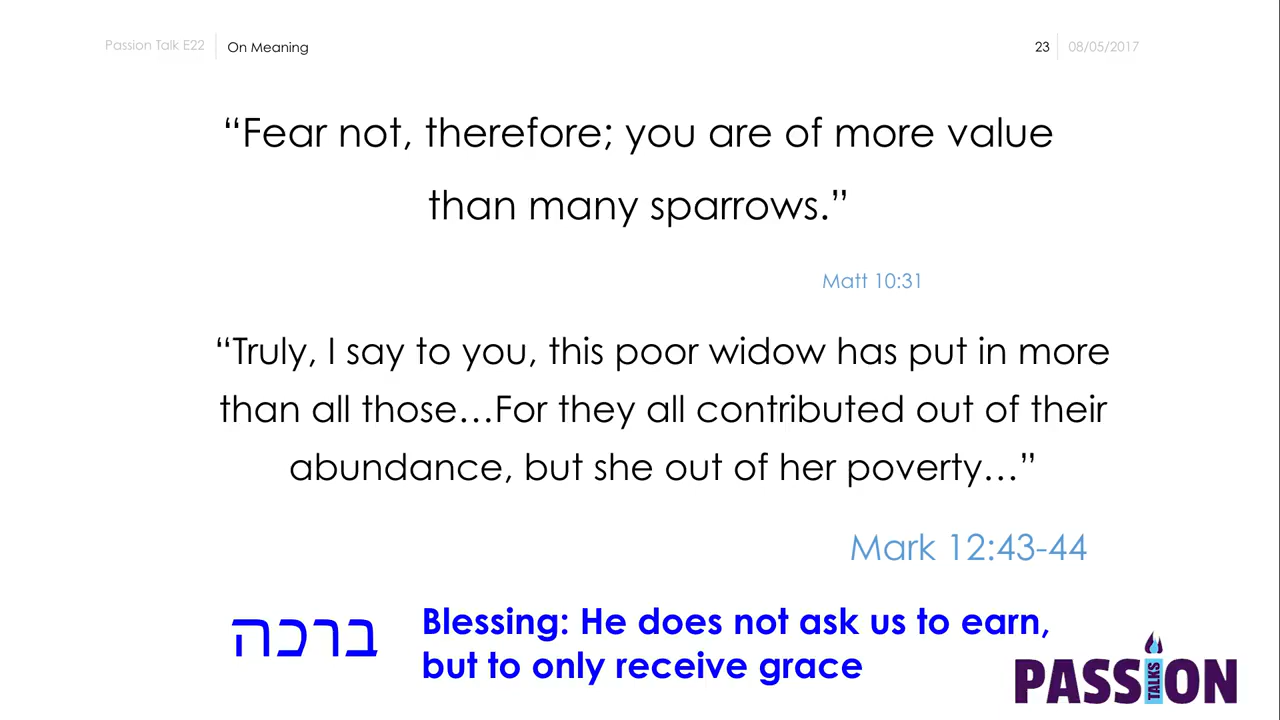 Passion Talk E22 On Meaning 23 08/05/2017
“Fear not, therefore; you are of more value
than many sparrows.”
Matt 10:31
“Truly, I say to you, this poor widow has put in more
than all those…For they all contributed out of their
abundance, but she out of her poverty…”
Mark 12:43-44
ברכה
Blessing: He does not ask us to earn,
but to only receive grace
PASSION
TALKS